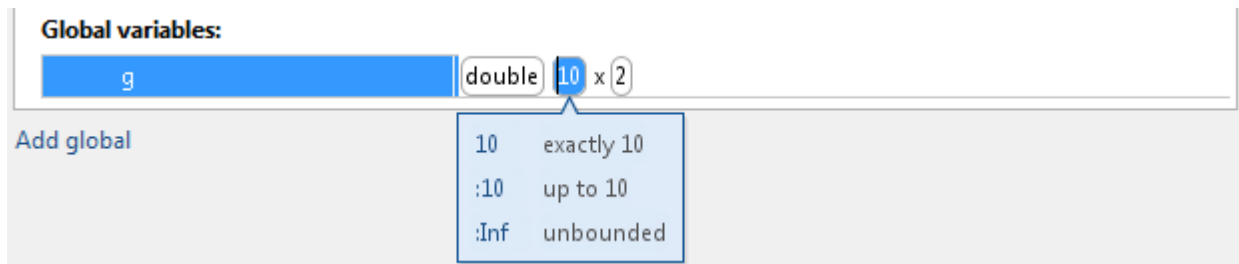 Global variables:
g double 10 x 2
Add global
10 exactly 10
:10 up to 10
:Inf unbounded